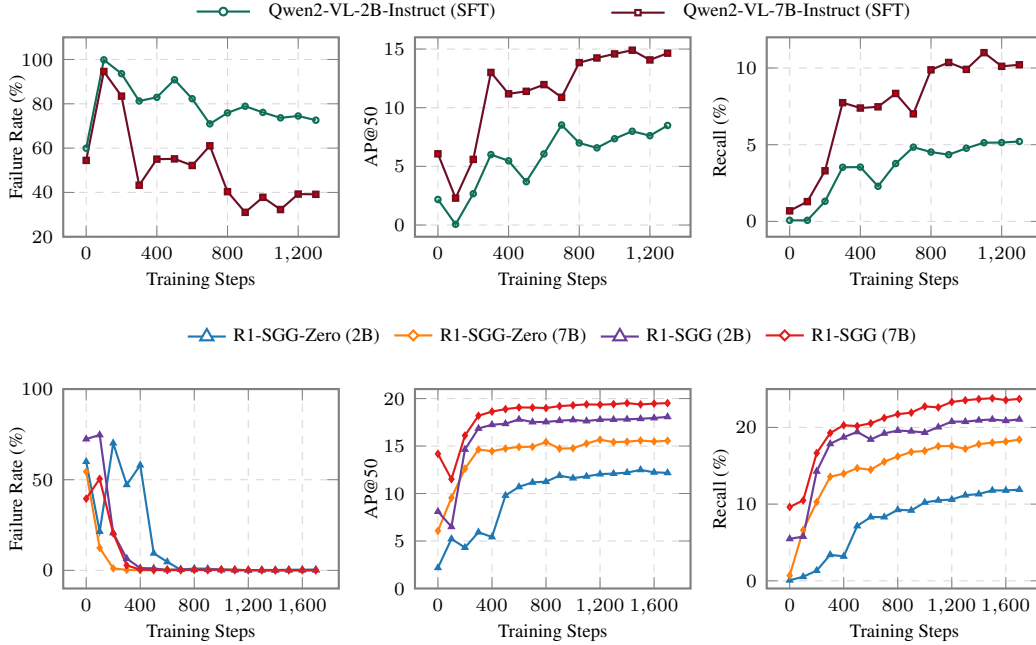 Qwen2-VL-2B-Instruct (SFT) Qwen2-VL-7B-Instruct (SFT)
Failure Rate (%)
100
80
60
40
20
0 400 800 1,200
Training Steps
AP@50
15
10
5
0
0 400 800 1,200
Training Steps
Recall (%)
10
5
0
0 400 800 1,200
Training Steps
R1-SGG-Zero (2B) R1-SGG-Zero (7B) R1-SGG (2B) R1-SGG (7B)
Failure Rate (%)
100
50
0
0 400 800 1,200 1,600
Training Steps
AP@50
20
15
10
5
0
0 400 800 1,200 1,600
Training Steps
Recall (%)
20
10
0
0 400 800 1,200 1,600
Training Steps